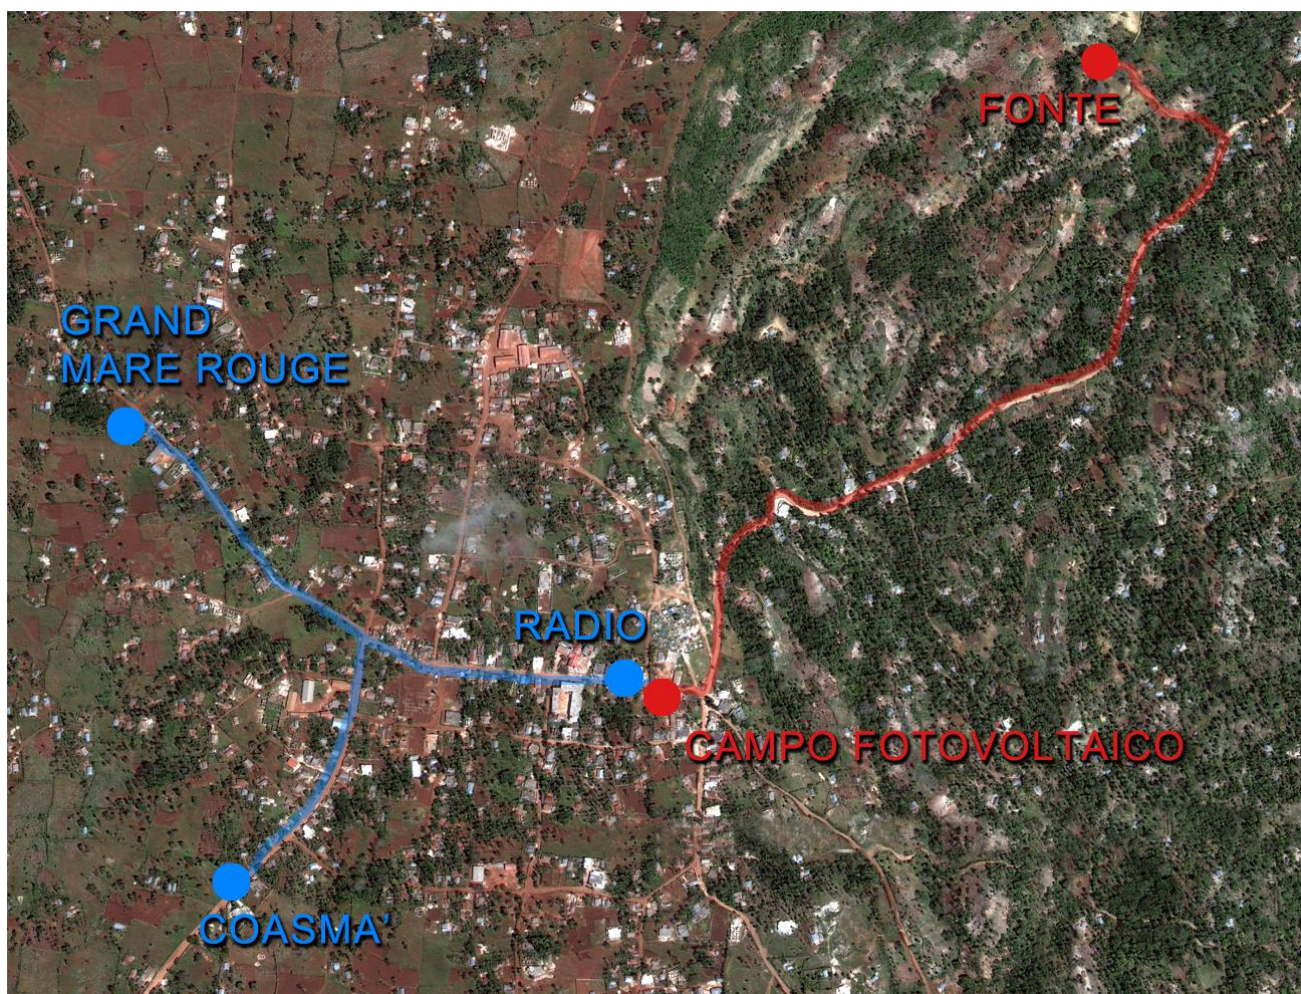 FONTE
GRAND
MARE ROUGE
RADIO
CAMPO FOTOVOLTAICO
COASMA’